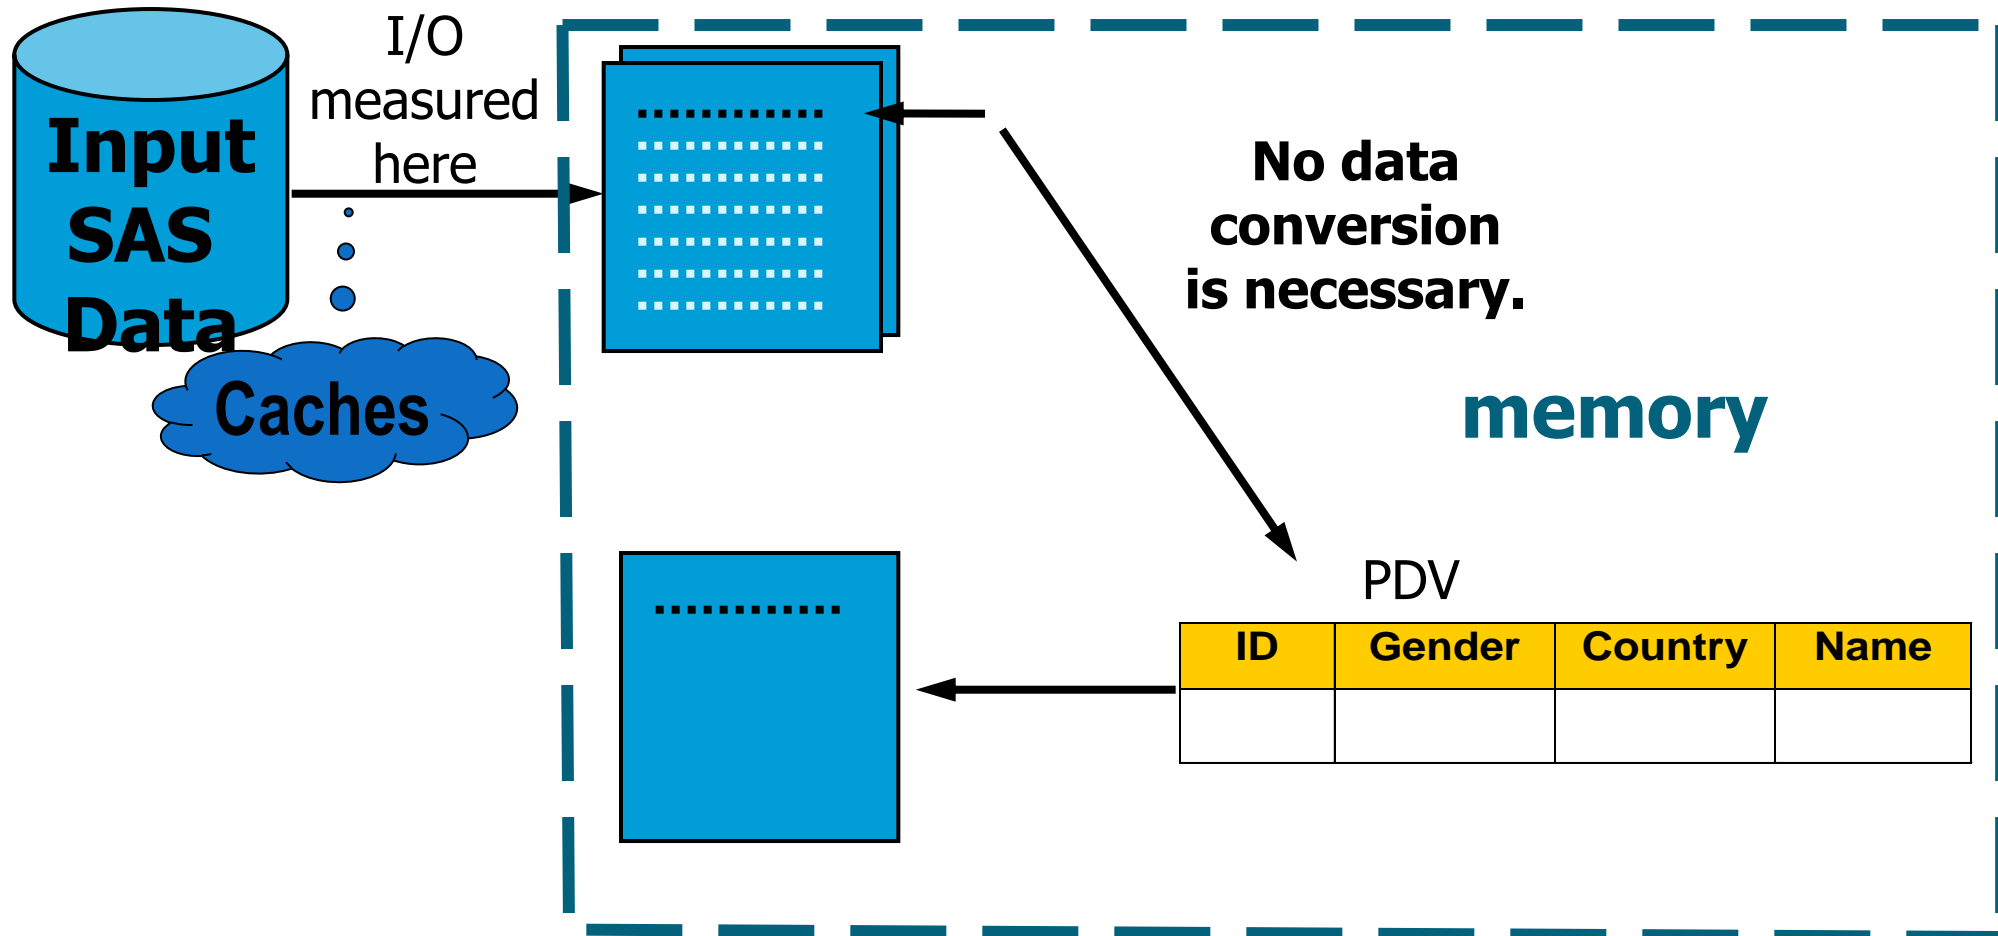 Input
SAS
Data
I/O
measured
here
Caches
No data
conversion
is necessary.
memory
PDV
ID Gender Country Name